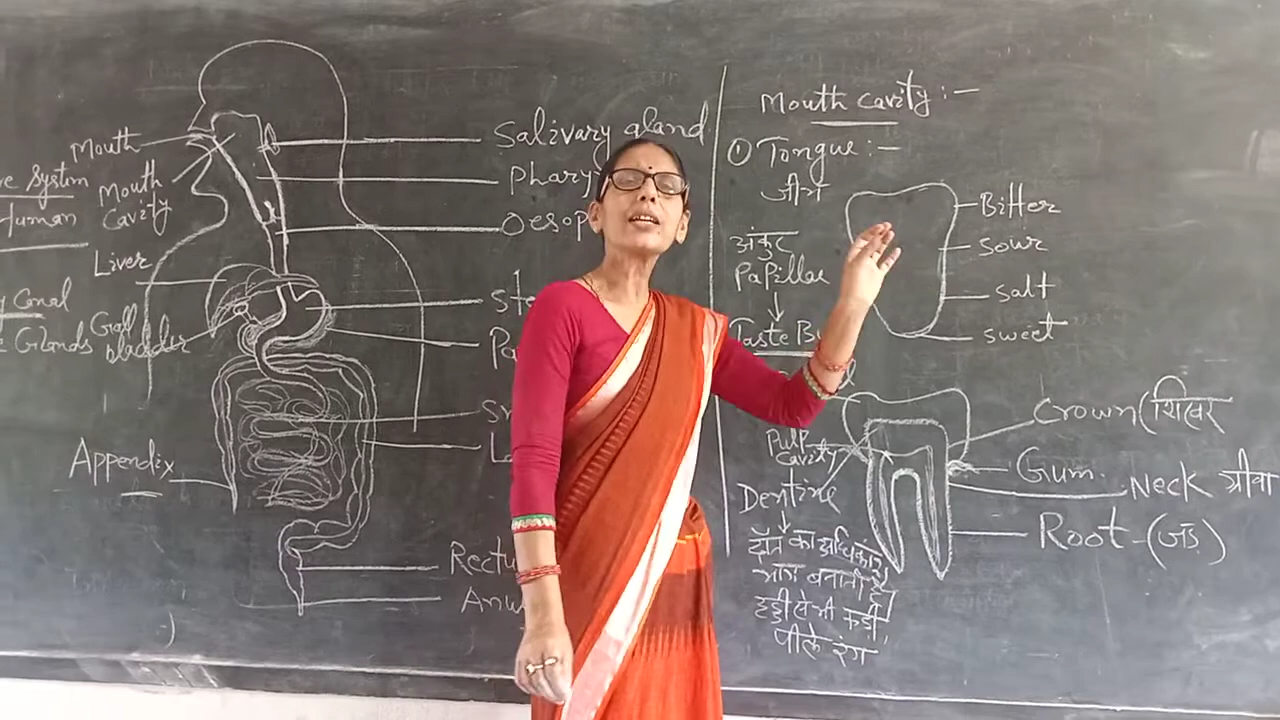 Mouth
Mouth
Cavity
System
Human
Liver
Canal
Gall
bladder
Glands
Appendix
Salivary gland
Rectu
Anu
Mouth cavity :-
① Tongue :-
जीभ
अंकुर
Papillae
Taste B
Bitter
Sour
salt
sweet
Pulp
cavity
Dentine
दाँत का अधिकांश
भाग बनाती है
हड्डी से भी कड़ी,
पीले रंग
Crown (शिखर
Gum.
Neck ग्रीवा
Root - (जड़)